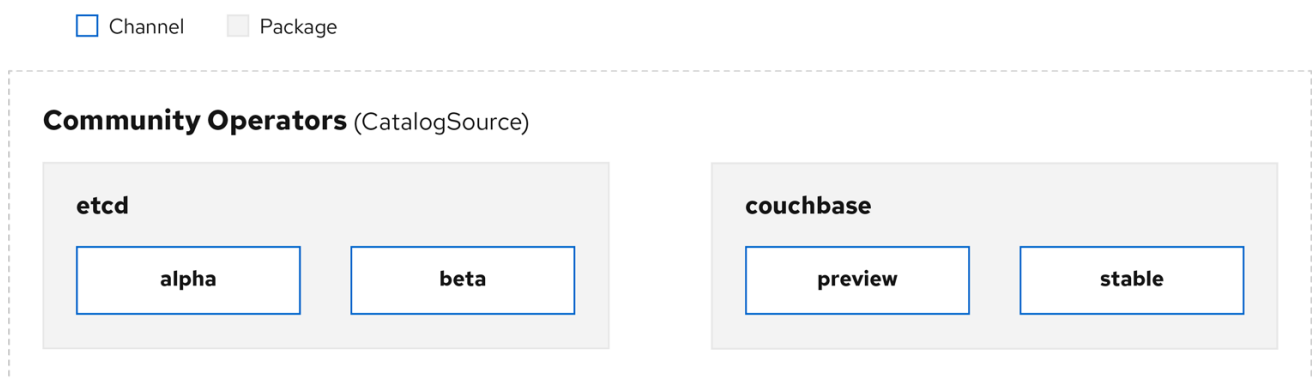 Channel Package
Community Operators (CatalogSource)
etcd couchbase
alpha beta preview stable